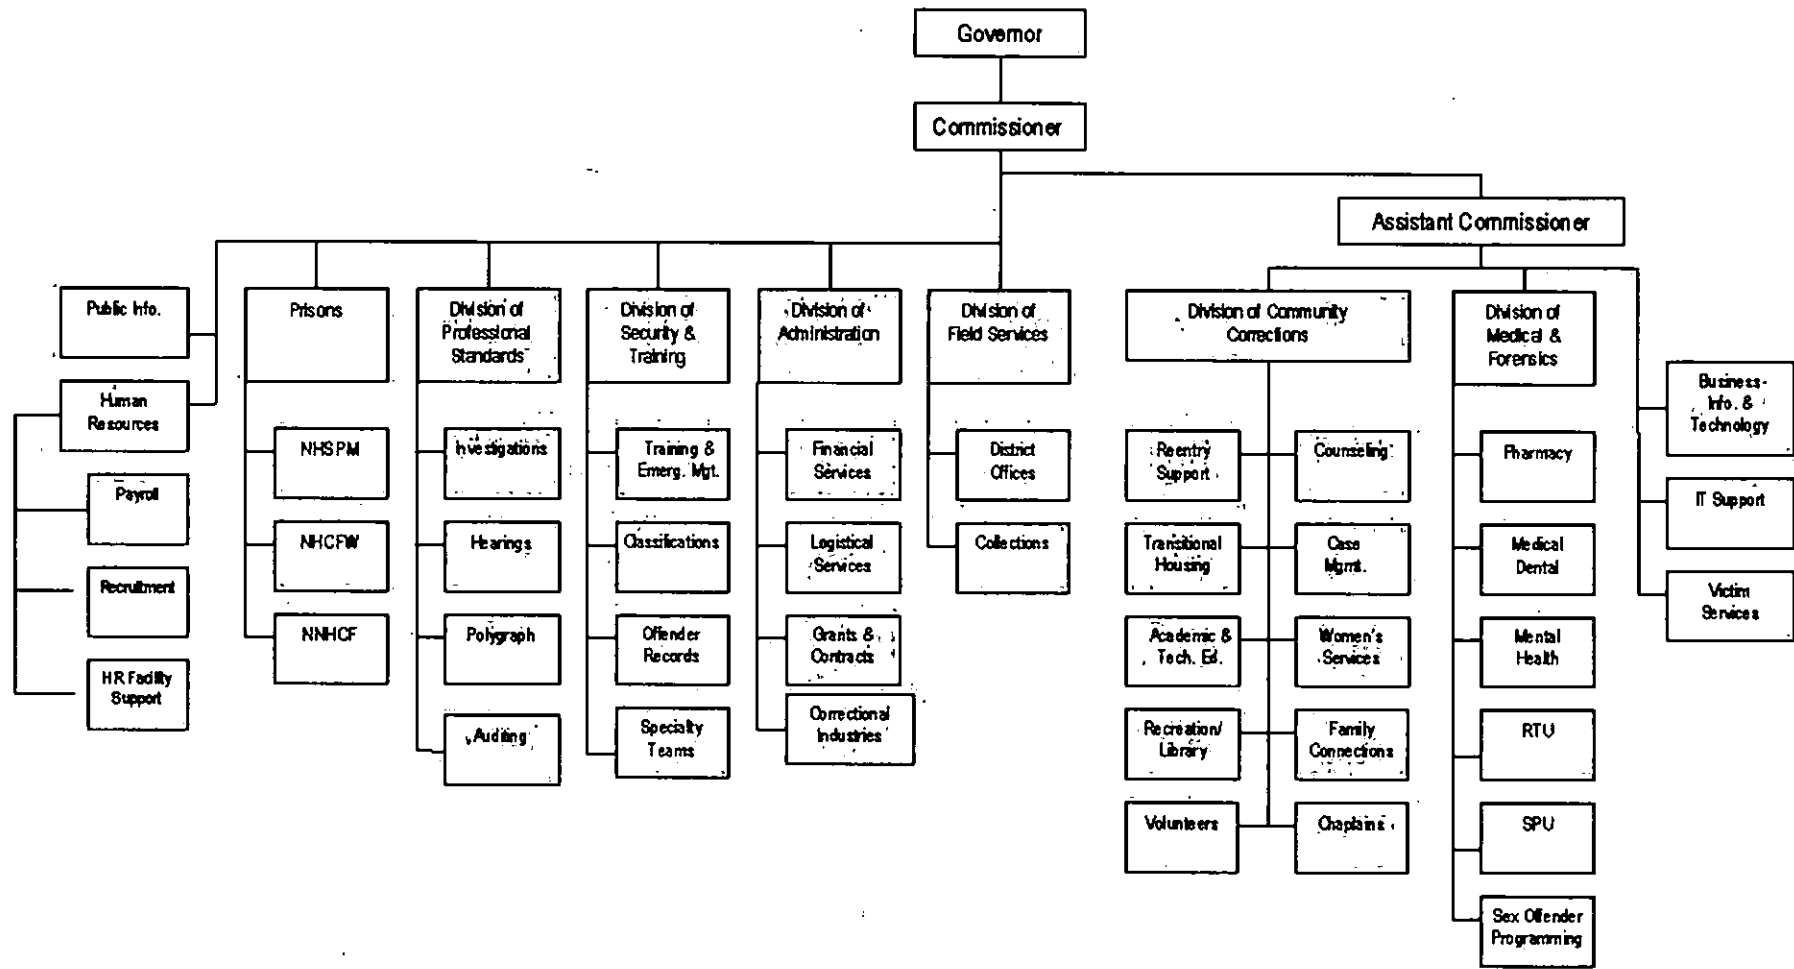 Governor
Commissioner
Assistant Commissioner
Public Info.
Human
Resources
Payroll
Recruitment
HR Facility
Support
Prisons
NHSPM
NHCFW
NNHCF
Division of
Professional
Standards
Investigations
Hearings
Polygraph
Auditing
Division of
Security &
Training
Training &
Emerg. Mgt.
Classifications
Offender
Records
Specialty
Teams
Division of
Administration
Financial
Services
Logistical
Services
Grants &
Contracts
Correctional
Industries
Division of
Field Services
District
Offices
Collections
Division of Community
Corrections
Reentry
Support
Counseling
Transitional
Housing
Case
Mgmt.
Academic &
Tech. Ed.
Women's
Services
Recreation/
Library
Family
Connections
Volunteers
Chaplains
Division of
Medical &
Forensics
Pharmacy
Medical
Dental
Mental
Health
RTU
SPU
Sex Offender
Programming
Business-
Info. &
Technology
IT Support
Victim
Services